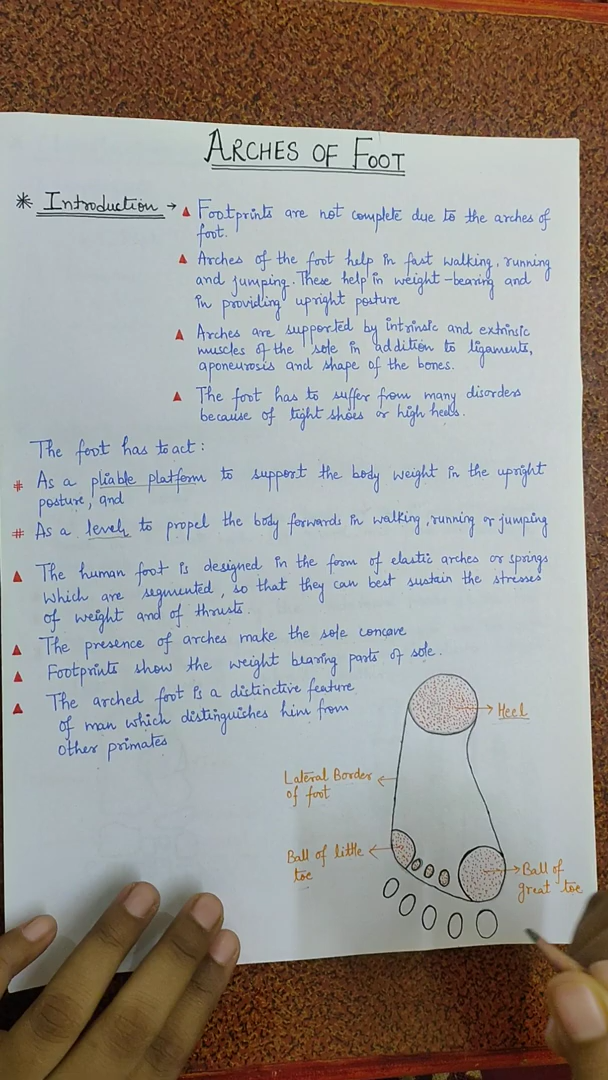 ARCHES OF FOOT
* Introduction → ▲ Footprints are not complete due to the arches of
foot.
▲ Arches of the foot help in fast walking, running
and jumping. These help in weight-bearing and
in providing upright posture
▲ Arches are supported by intrinsic and extrinsic
muscles of the sole in addition to ligaments,
aponeurosis and shape of the bones.
▲ The foot has to suffer from many disorders
because of tight shoes or high heels.
The foot has to act :
# As a pliable platform to support the body weight in the upright
posture, and
# As a lever to propel the body forwards in walking, running or jumping
▲ The human foot is designed in the form of elastic arches or springs
which are segmented, so that they can best sustain the stresses
of weight and of thrusts.
▲ The presence of arches make the sole concave
▲ Footprints show the weight bearing parts of sole.
▲ The arched foot is a distinctive feature
of man which distinguishes him from
other primates
Heel
Lateral Border
of foot
Ball of little
toe
Ball of
great toe